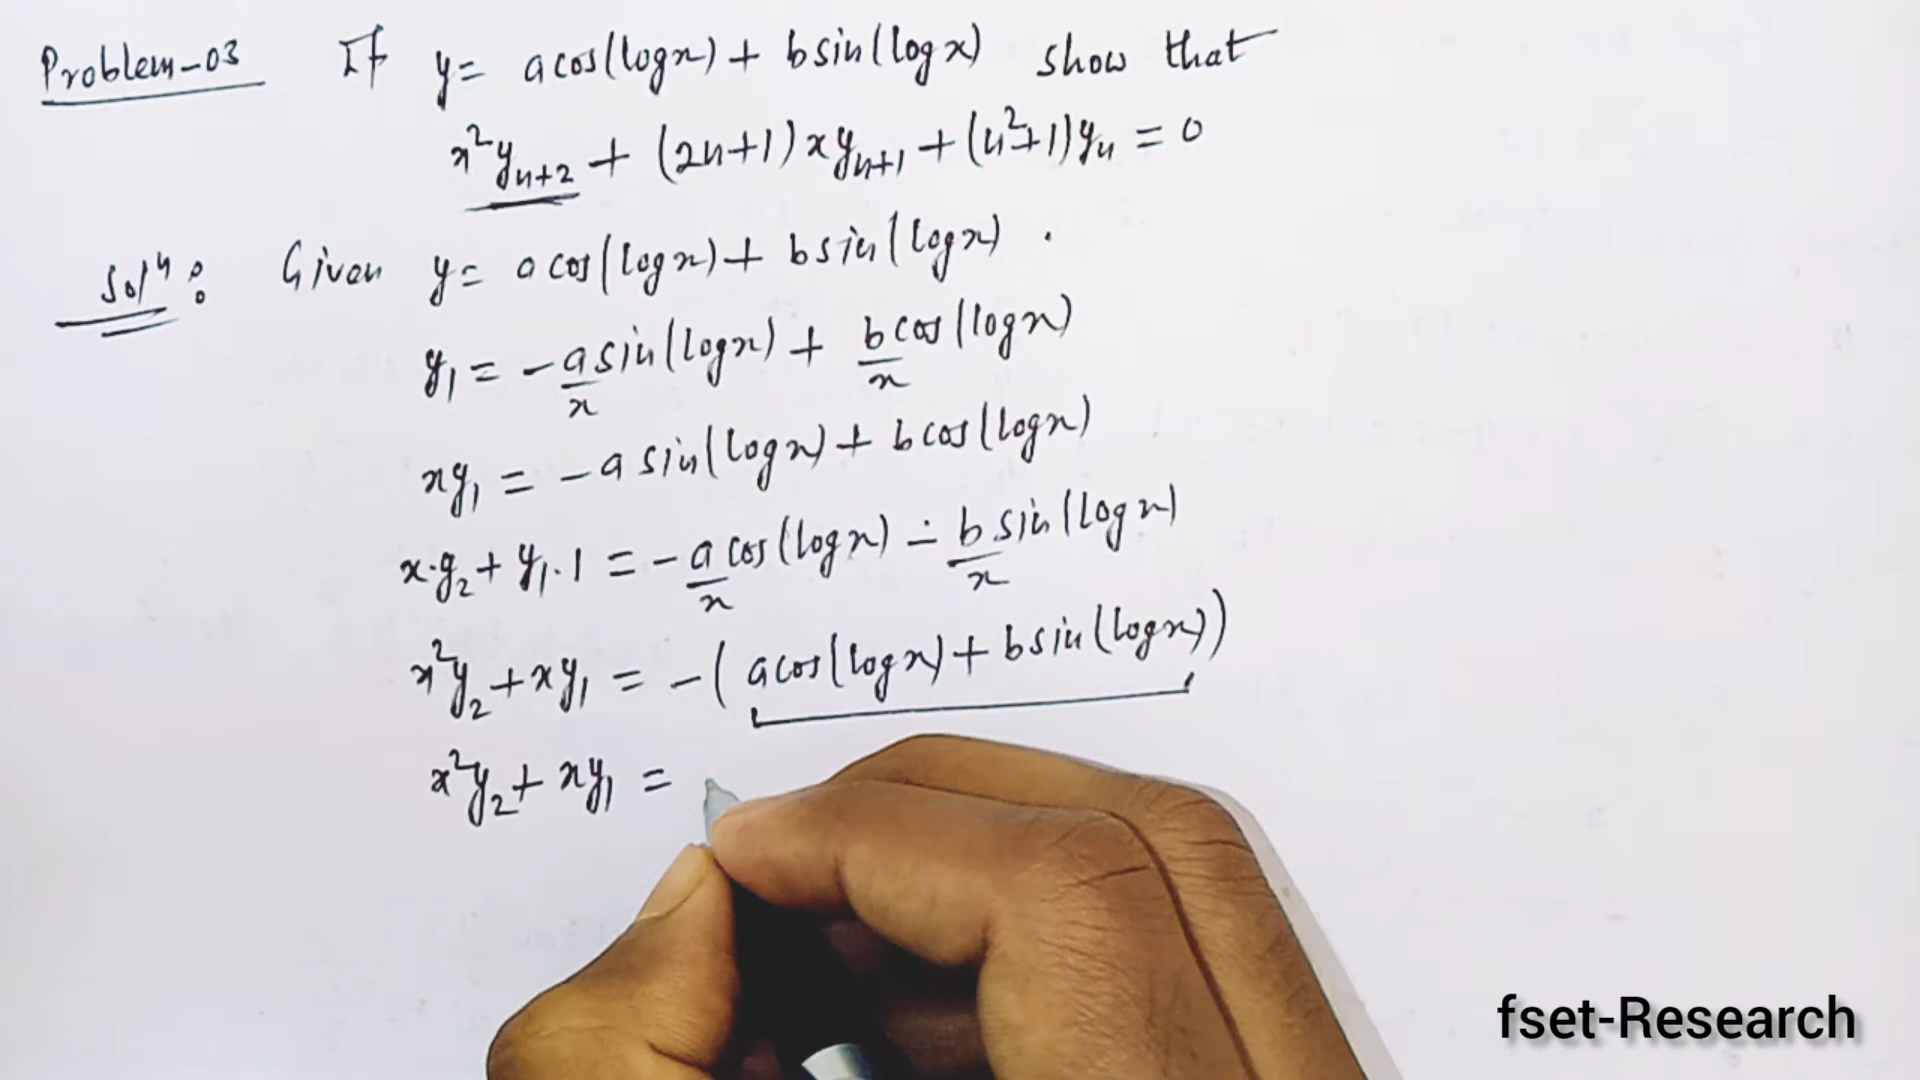 Problem-03 If y = a cos(log x) + b sin(log x) show that
x²yₙ₊₂ + (2n+1) x yₙ₊₁ + (n²+1) yₙ = 0
Solⁿ: Given y = a cos(log x) + b sin(log x).
y₁ = -a/x sin(log x) + b/x cos(log x)
xy₁ = -a sin(log x) + b cos(log x)
x·y₂ + y₁·1 = -a/x cos(log x) - b/x sin(log x)
x²y₂ + xy₁ = -(a cos(log x) + b sin(log x))
x²y₂ + xy₁ =
fset-Research